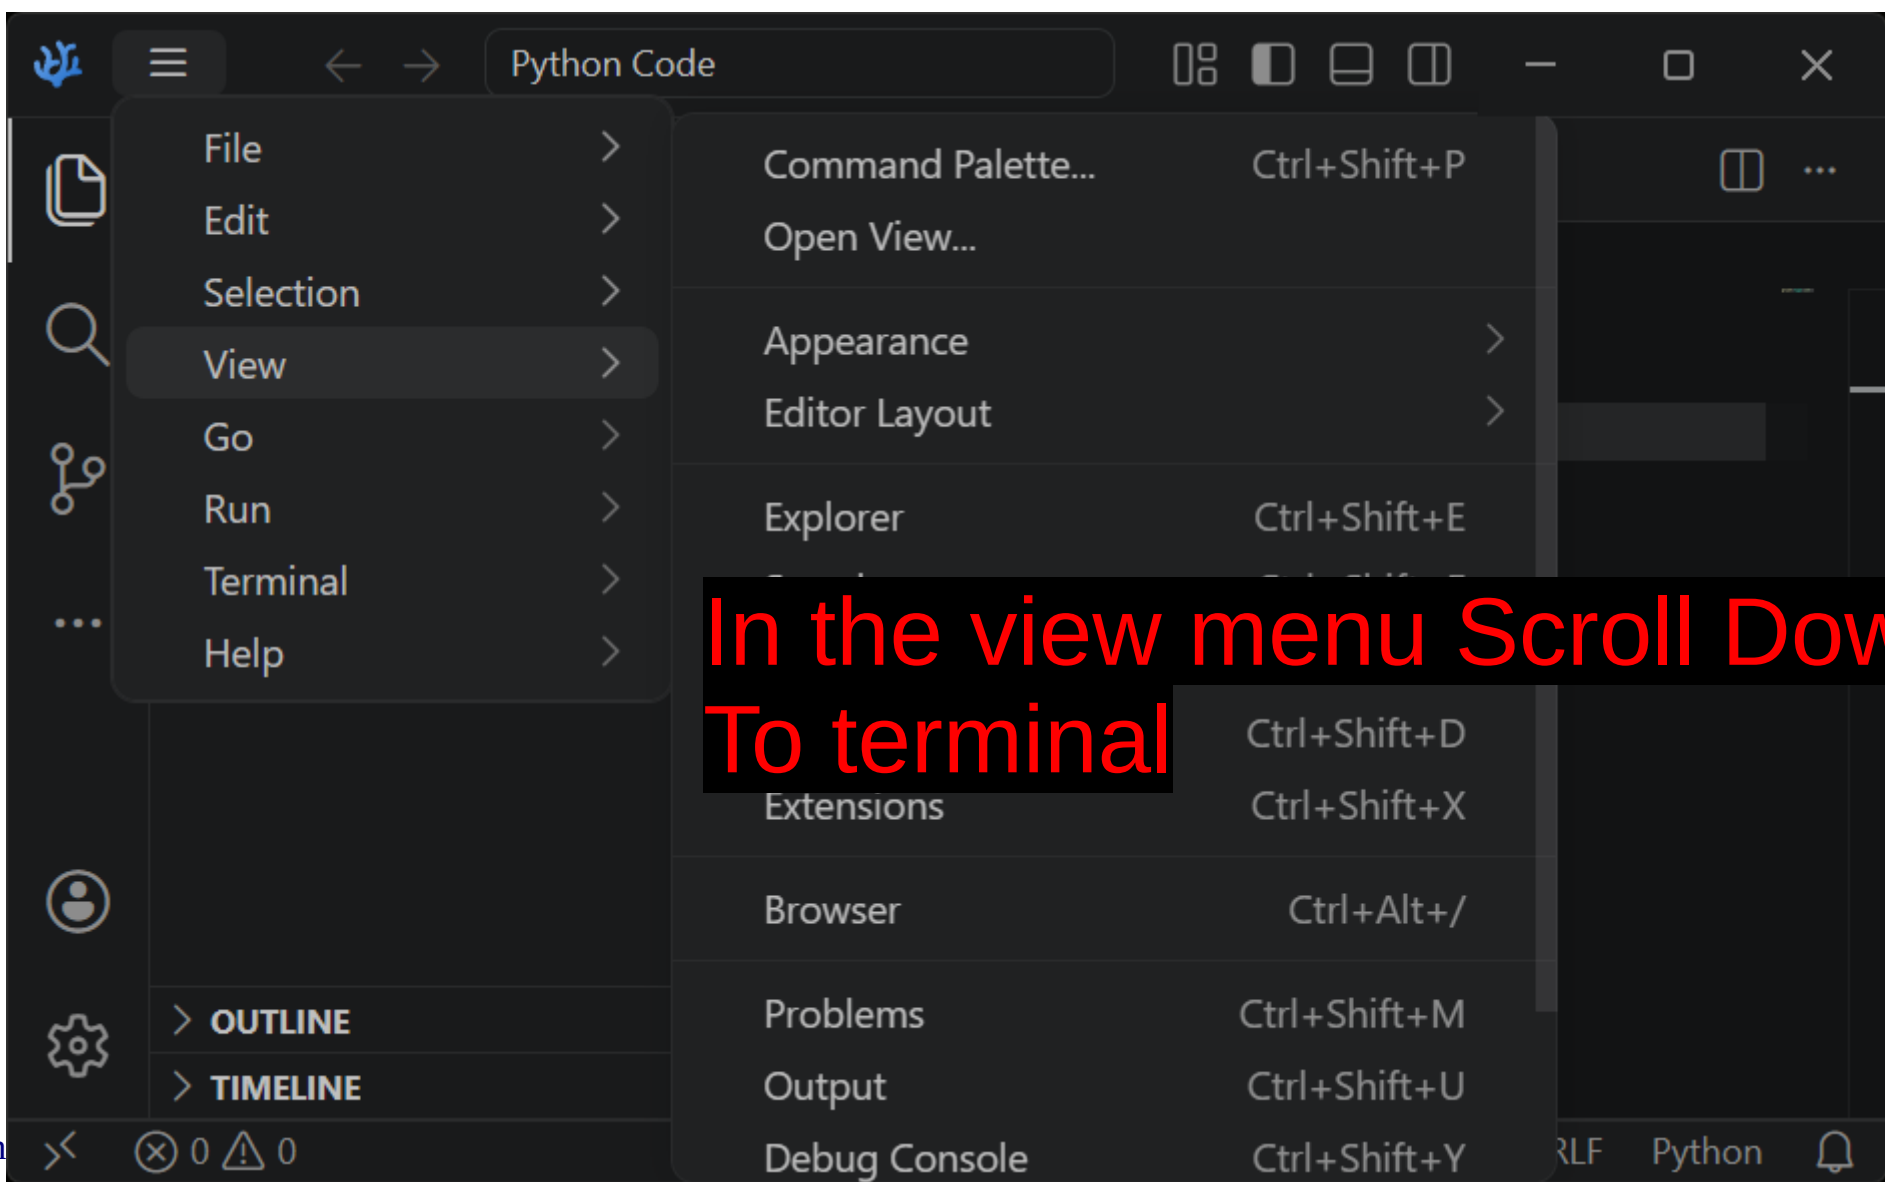 Python Code
File
Edit
Selection
View
Go
Run
Terminal
Help
Command Palette... Ctrl+Shift+P
Open View...
Appearance
Editor Layout
Explorer Ctrl+Shift+E
In the view menu Scroll
To terminal
Ctrl+Shift+D
Extensions Ctrl+Shift+X
Browser Ctrl+Alt+/
Problems Ctrl+Shift+M
Output Ctrl+Shift+U
Debug Console Ctrl+Shift+Y
OUTLINE
TIMELINE
0 0
Python